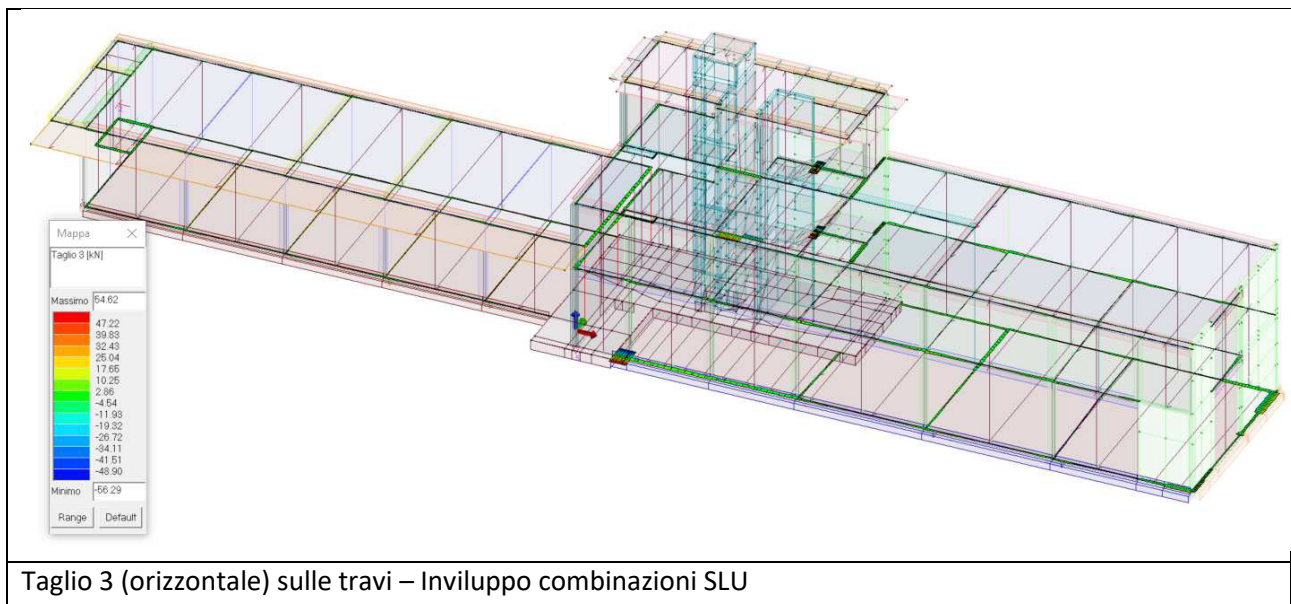 Mappa
Taglio 3 [kN]
Massimo 54.62
47.22
39.83
32.43
25.04
17.65
10.25
2.86
-4.54
-11.93
-19.32
-26.72
-34.11
-41.51
-48.90
Minimo -56.29
Range Default
Taglio 3 (orizzontale) sulle travi – Inviluppo combinazioni SLU